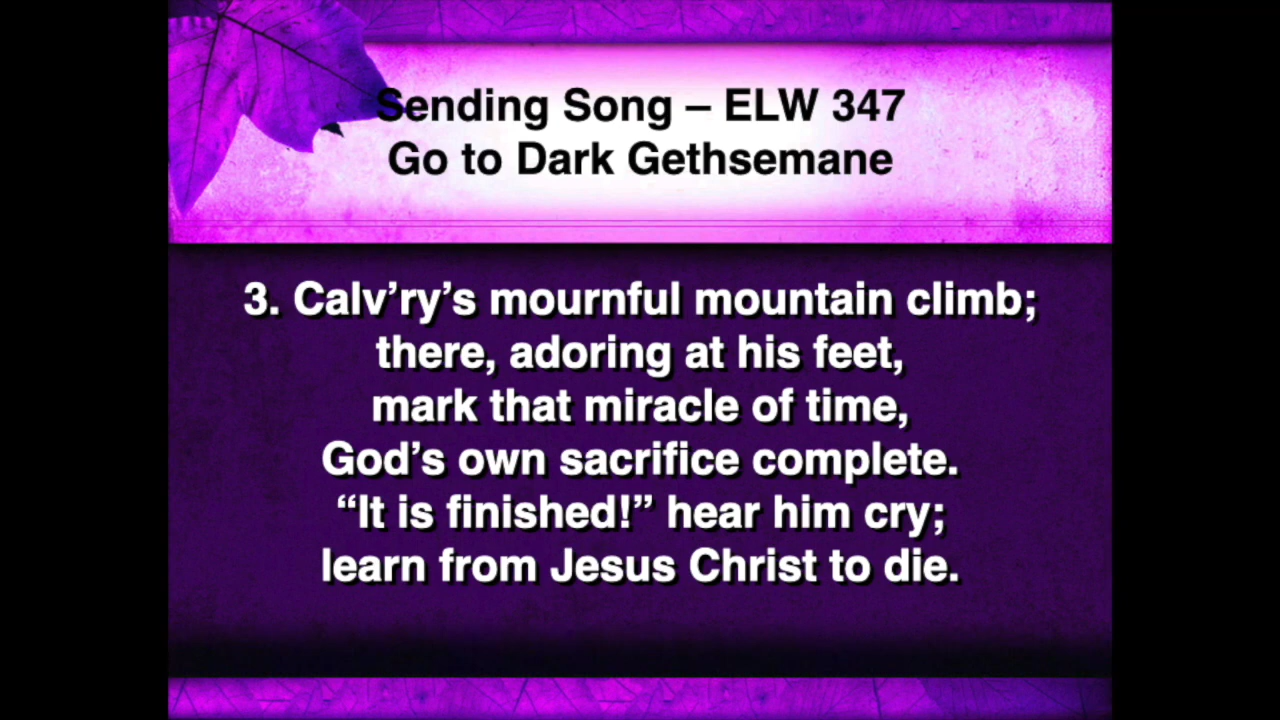 Sending Song – ELW 347
Go to Dark Gethsemane
3. Calv’ry’s mournful mountain climb;
there, adoring at his feet,
mark that miracle of time,
God’s own sacrifice complete.
“It is finished!” hear him cry;
learn from Jesus Christ to die.